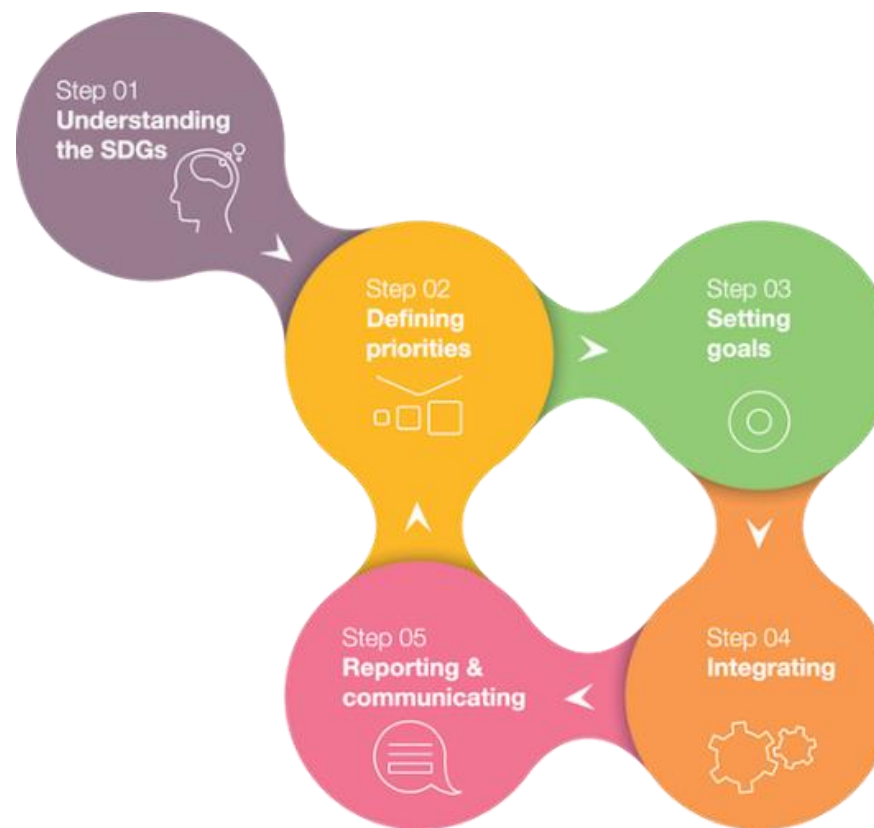 Step 01
Understanding
the SDGs
Step 02
Defining
priorities
Step 03
Setting
goals
Step 04
Integrating
Step 05
Reporting &
communicating